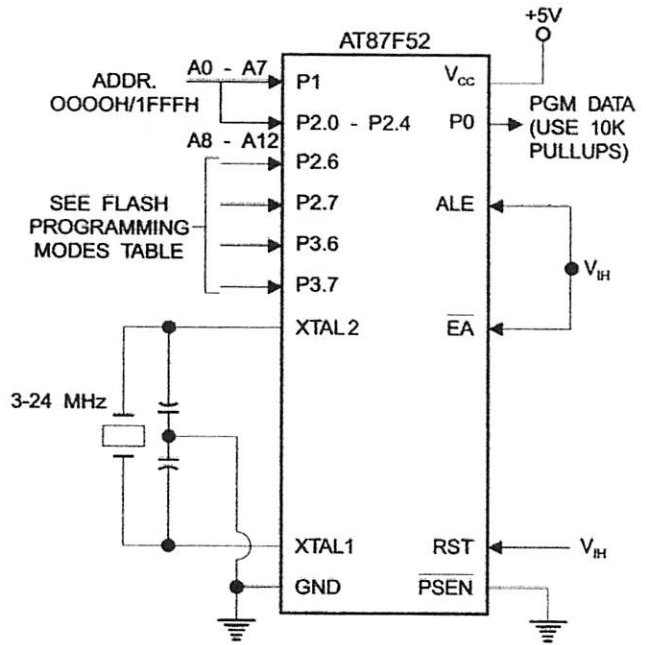 +5V
AT87F52
A0 - A7
ADDR.
OOOOH/1FFFH
P1
VCC
P2.0 - P2.4
P0
PGM DATA
(USE 10K
PULLUPS)
A8 - A12
P2.6
SEE FLASH
PROGRAMMING
MODES TABLE
P2.7
ALE
P3.6
P3.7
VIH
XTAL2
EA
3-24 MHz
XTAL1
RST
VIH
GND
PSEN